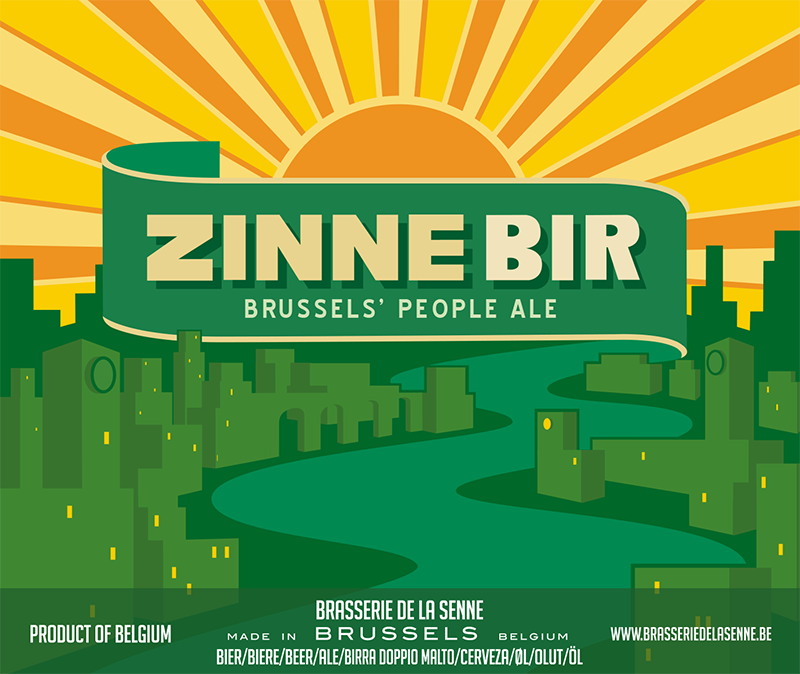 ZINNE BIR
BRUSSELS' PEOPLE ALE
BRASSERIE DE LA SENNE
PRODUCT OF BELGIUM
MADE IN BRUSSELS BELGIUM
WWW.BRASSERIEDELASENNE.BE
BIER/BIERE/BEER/ALE/BIRRA DOPPIO MALTO/CERVEZA/ØL/OLUT/ÖL